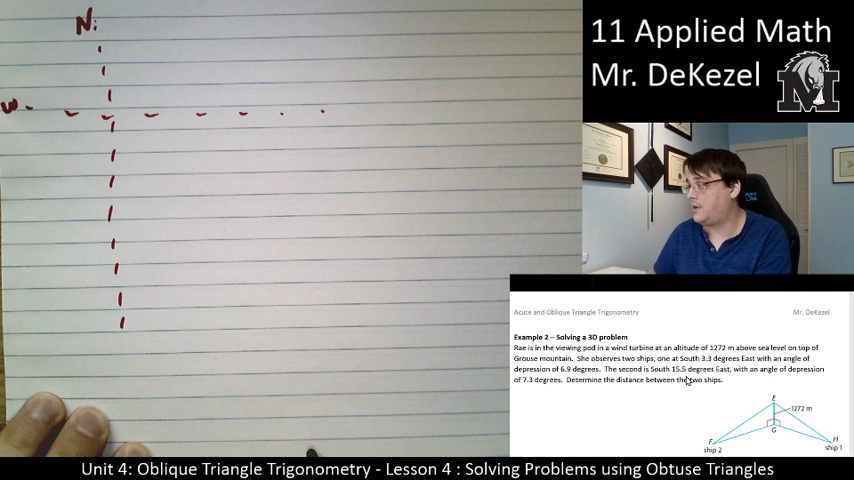 N
W
11 Applied Math
Mr. DeKezel
M
Acute and Oblique Triangle Trigonometry
Mr. DeKezel
Example 2 – Solving a 3D problem
Rae is in the viewing pod in a wind turbine at an altitude of 1272 m above sea level on top of
Grouse mountain. She observes two ships, one at South 3.3 degrees East with an angle of
depression of 6.9 degrees. The second is South 15.5 degrees East, with an angle of depression
of 7.3 degrees. Determine the distance between the two ships.
E
1272 m
G
F
ship 2
H
ship 1
Unit 4: Oblique Triangle Trigonometry - Lesson 4 : Solving Problems using Obtuse Triangles